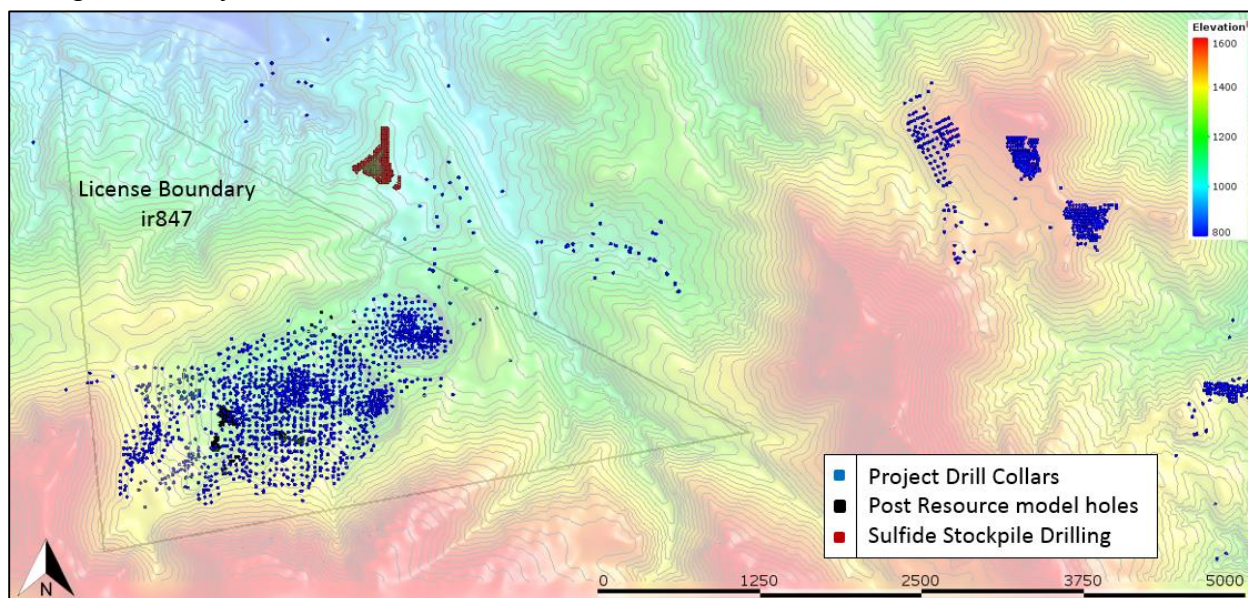 Elevation
1600
1400
1200
1000
800
License Boundary
ir847
Project Drill Collars
Post Resource model holes
Sulfide Stockpile Drilling
N
0 1250 2500 3750 5000